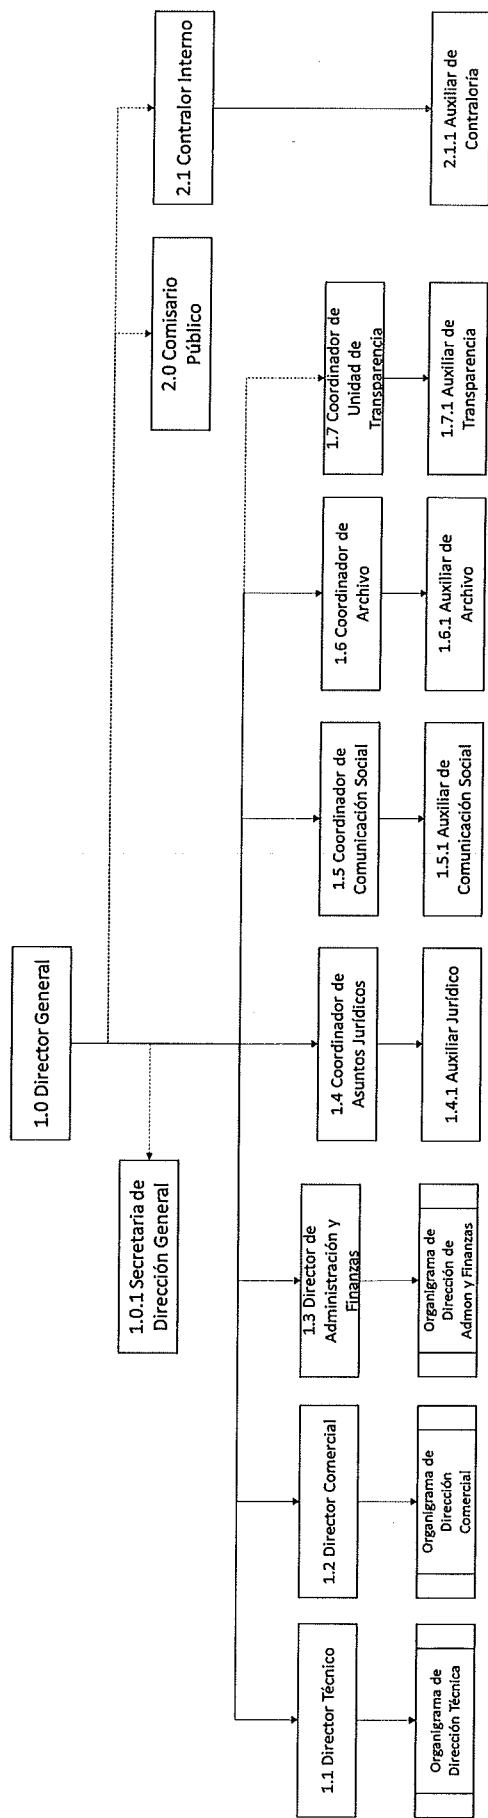 1.0 Director General
1.0.1 Secretaria de
Dirección General
2.0 Comisario
Público
2.1 Contralor Interno
1.1 Director Técnico
1.2 Director Comercial
1.3 Director de
Administración y
Finanzas
1.4 Coordinador de
Asuntos Jurídicos
1.5 Coordinador de
Comunicación Social
1.6 Coordinador de
Archivo
1.7 Coordinador de
Unidad de
Transparencia
Organigrama de
Dirección Técnica
Organigrama de
Dirección
Comercial
Organigrama de
Dirección de
Admon y Finanzas
1.4.1 Auxiliar Jurídico
1.5.1 Auxiliar de
Comunicación Social
1.6.1 Auxiliar de
Archivo
1.7.1 Auxiliar de
Transparencia
2.1.1 Auxiliar de
Contraloría